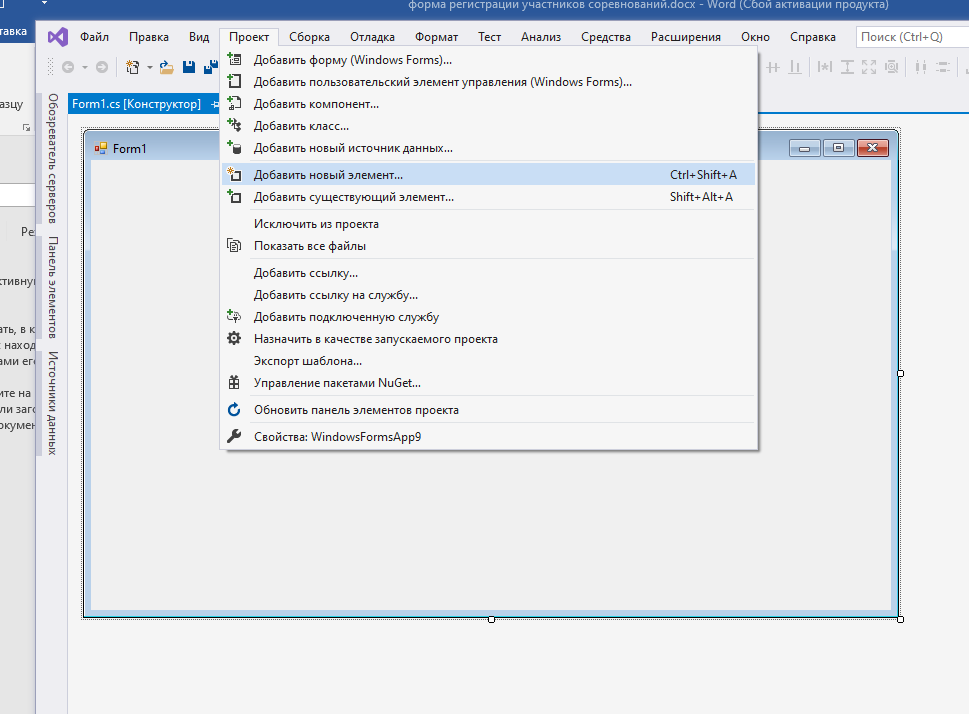 форма регистрации участников соревнований.docx - Word (Сбой активации продукта)
тавка
Файл Правка Вид Проект Сборка Отладка Формат Тест Анализ Средства Расширения Окно Справка Поиск (Ctrl+Q)
азцу
Form1.cs [Конструктор]
Обозреватель серверов
Панель элементов
Источники данных
Form1
Добавить форму (Windows Forms)...
Добавить пользовательский элемент управления (Windows Forms)...
Добавить компонент...
Добавить класс...
Добавить новый источник данных...
Добавить новый элемент... Ctrl+Shift+A
Добавить существующий элемент... Shift+Alt+A
Исключить из проекта
Показать все файлы
Добавить ссылку...
Добавить ссылку на службу...
Добавить подключенную службу
Назначить в качестве запускаемого проекта
Экспорт шаблона...
Управление пакетами NuGet...
Обновить панель элементов проекта
Свойства: WindowsFormsApp9
Ре
ктивную
ать, в к
наход
ами его
ите на
ли заго
окумен